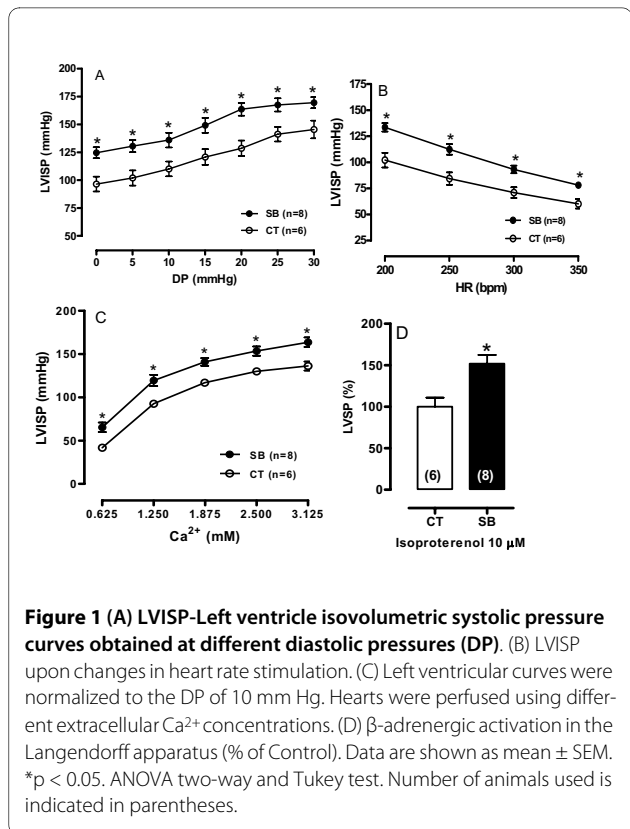 A
LVISP (mmHg)
200
175
150
125
100
75
50
* * * * * * *
SB (n=8)
CT (n=6)
0 5 10 15 20 25 30
DP (mmHg)
B
LVISP (mmHg)
175
150
125
100
75
50
25
* * * *
SB (n=8)
CT (n=6)
200 250 300 350
HR (bpm)
C
LVISP (mmHg)
200
150
100
50
0
* * * * *
SB (n=8)
CT (n=6)
0.625 1.250 1.875 2.500 3.125
Ca²⁺ (mM)
D
LVSP (%)
200
150
100
50
0
*
(6) (8)
CT SB
Isoproterenol 10 µM
Figure 1 (A) LVISP-Left ventricle isovolumetric systolic pressure
curves obtained at different diastolic pressures (DP). (B) LVISP
upon changes in heart rate stimulation. (C) Left ventricular curves were
normalized to the DP of 10 mm Hg. Hearts were perfused using differ-
ent extracellular Ca²⁺ concentrations. (D) β-adrenergic activation in the
Langendorff apparatus (% of Control). Data are shown as mean ± SEM.
*p < 0.05. ANOVA two-way and Tukey test. Number of animals used is
indicated in parentheses.